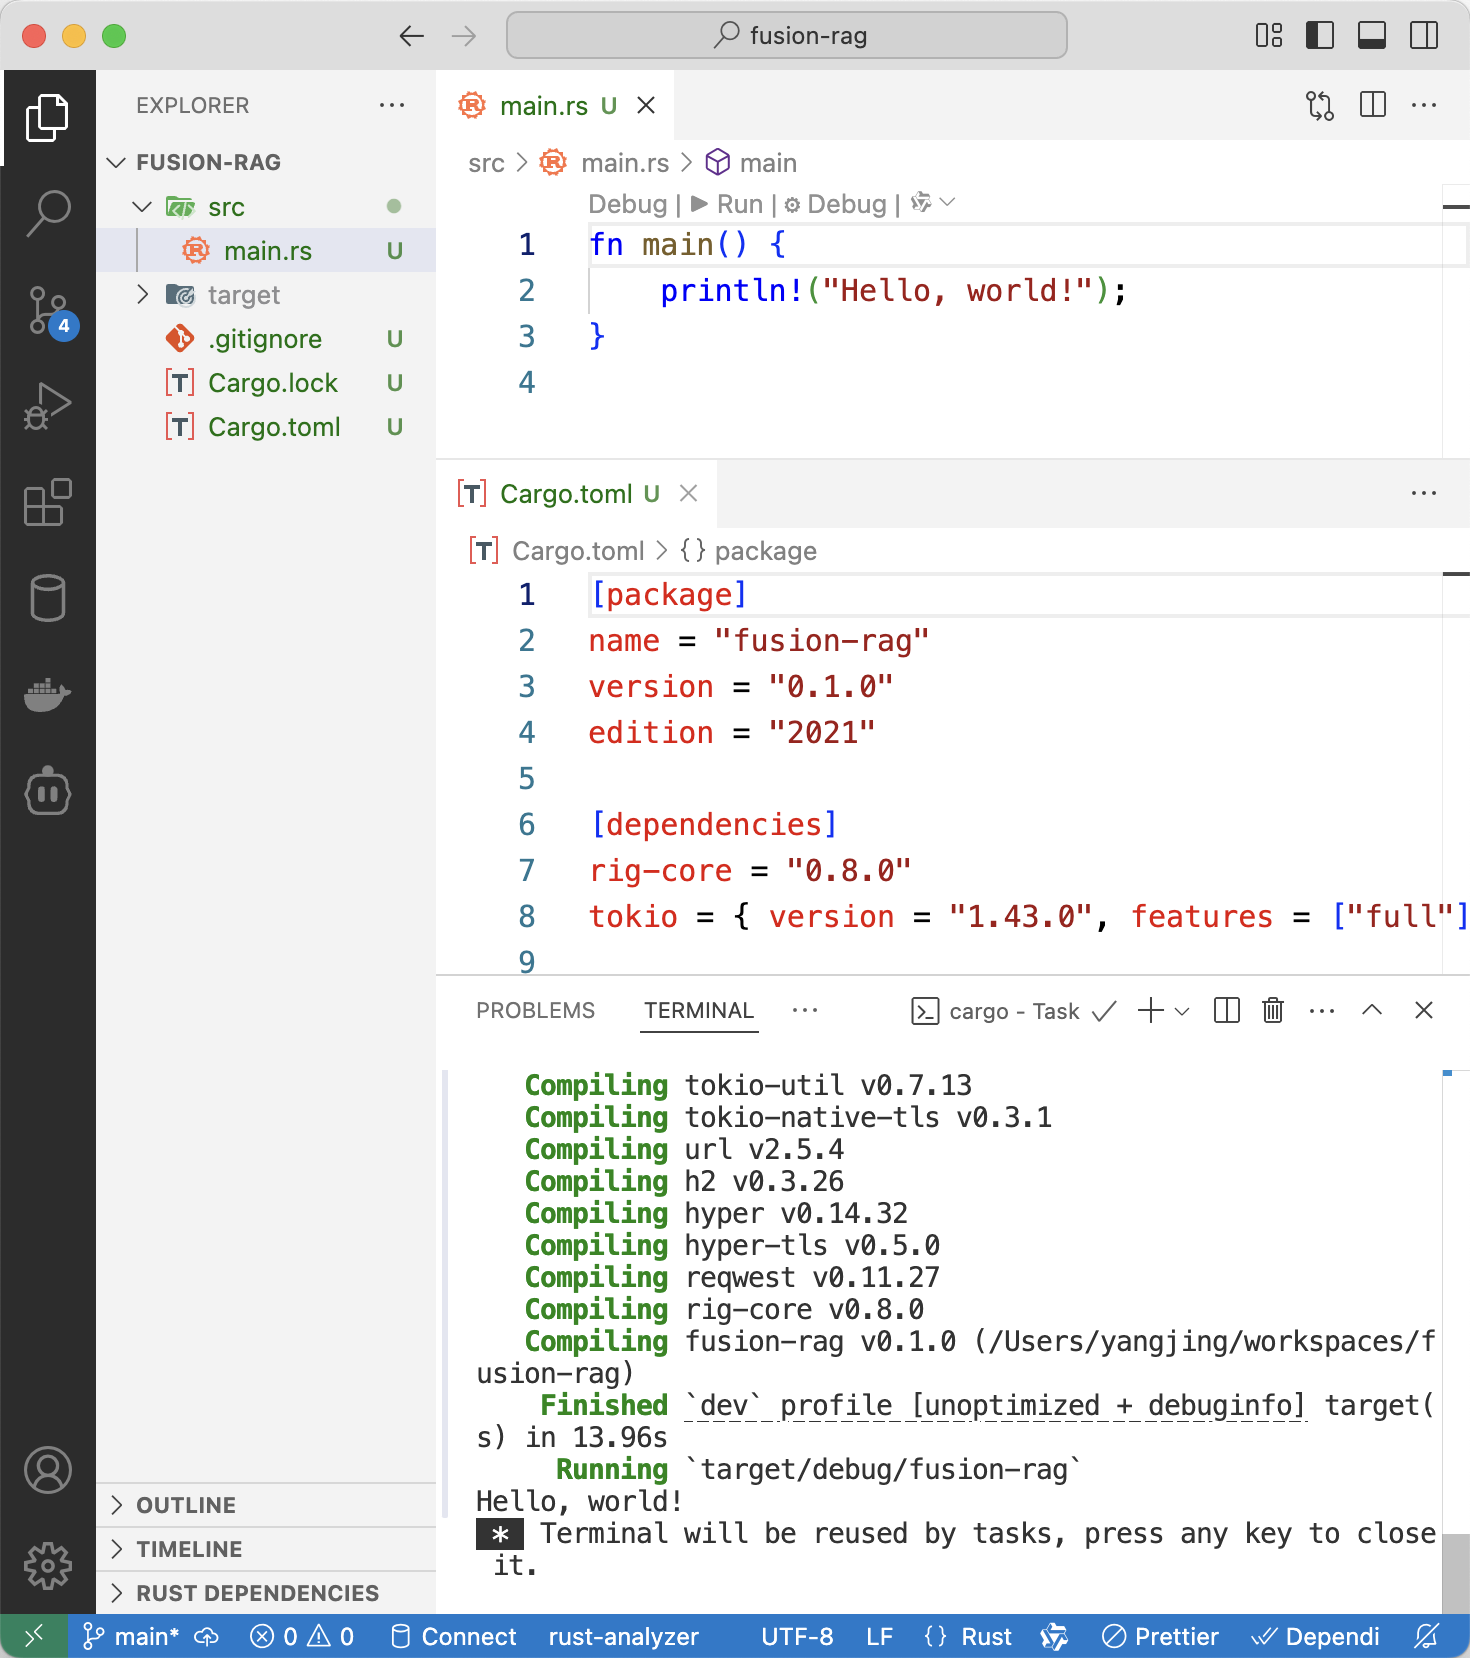 fusion-rag
EXPLORER
FUSION-RAG
src
main.rs U
target
.gitignore U
Cargo.lock U
Cargo.toml U
4
OUTLINE
TIMELINE
RUST DEPENDENCIES
main.rs U
src > main.rs > main
Debug | Run | Debug |
1 fn main() {
2     println!("Hello, world!");
3 }
4
Cargo.toml U
Cargo.toml > {} package
1 [package]
2 name = "fusion-rag"
3 version = "0.1.0"
4 edition = "2021"
5
6 [dependencies]
7 rig-core = "0.8.0"
8 tokio = { version = "1.43.0", features = ["full"]
9
PROBLEMS TERMINAL cargo - Task
Compiling tokio-util v0.7.13
Compiling tokio-native-tls v0.3.1
Compiling url v2.5.4
Compiling h2 v0.3.26
Compiling hyper v0.14.32
Compiling hyper-tls v0.5.0
Compiling reqwest v0.11.27
Compiling rig-core v0.8.0
Compiling fusion-rag v0.1.0 (/Users/yangjing/workspaces/f
usion-rag)
Finished `dev` profile [unoptimized + debuginfo] target(
s) in 13.96s
Running `target/debug/fusion-rag`
Hello, world!
* Terminal will be reused by tasks, press any key to close
it.
main* 0 0 Connect rust-analyzer UTF-8 LF {} Rust Prettier Dependi